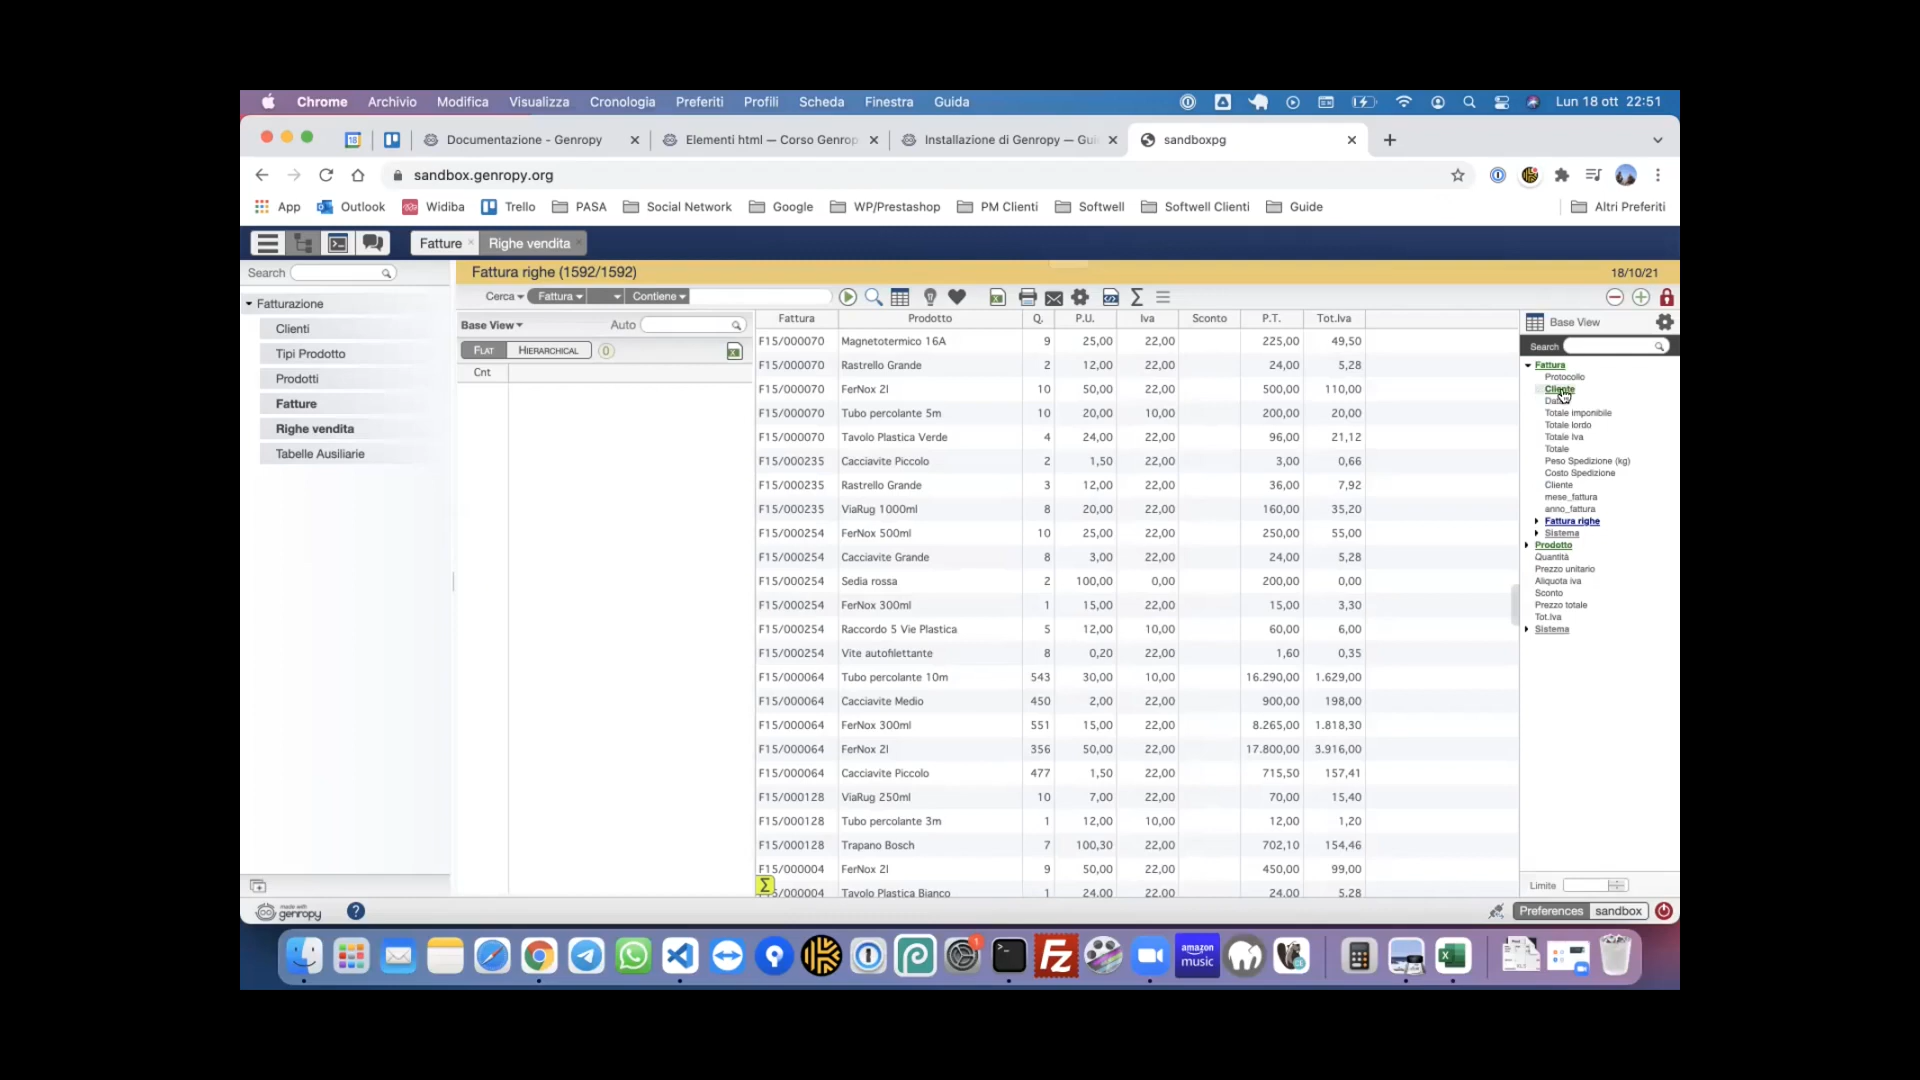 Chrome Archivio Modifica Visualizza Cronologia Preferiti Profili Scheda Finestra Guida Lun 18 ott 22:51
18 Documentazione - Genropy Elementi html — Corso Genrop Installazione di Genropy — Gui sandboxpg
sandbox.genropy.org
App Outlook Widiba Trello PASA Social Network Google WP/Prestashop PM Clienti Softwell Softwell Clienti Guide Altri Preferiti
Fatture Righe vendita
Search
Fattura righe (1592/1592) 18/10/21
Cerca Fattura Contiene
Fatturazione
Clienti
Tipi Prodotto
Prodotti
Fatture
Righe vendita
Tabelle Ausiliarie
Base View Auto
FLAT HIERARCHICAL 0
Cnt
Fattura Prodotto Q. P.U. Iva Sconto P.T. Tot.Iva
F15/000070 Magnetotermico 16A 9 25,00 22,00 225,00 49,50
F15/000070 Rastrello Grande 2 12,00 22,00 24,00 5,28
F15/000070 FerNox 2l 10 50,00 22,00 500,00 110,00
F15/000070 Tubo percolante 5m 10 20,00 10,00 200,00 20,00
F15/000070 Tavolo Plastica Verde 4 24,00 22,00 96,00 21,12
F15/000235 Cacciavite Piccolo 2 1,50 22,00 3,00 0,66
F15/000235 Rastrello Grande 3 12,00 22,00 36,00 7,92
F15/000235 ViaRug 1000ml 8 20,00 22,00 160,00 35,20
F15/000254 FerNox 500ml 10 25,00 22,00 250,00 55,00
F15/000254 Cacciavite Grande 8 3,00 22,00 24,00 5,28
F15/000254 Sedia rossa 2 100,00 0,00 200,00 0,00
F15/000254 FerNox 300ml 1 15,00 22,00 15,00 3,30
F15/000254 Raccordo 5 Vie Plastica 5 12,00 10,00 60,00 6,00
F15/000254 Vite autofilettante 8 0,20 22,00 1,60 0,35
F15/000064 Tubo percolante 10m 543 30,00 10,00 16.290,00 1.629,00
F15/000064 Cacciavite Medio 450 2,00 22,00 900,00 198,00
F15/000064 FerNox 300ml 551 15,00 22,00 8.265,00 1.818,30
F15/000064 FerNox 2l 356 50,00 22,00 17.800,00 3.916,00
F15/000064 Cacciavite Piccolo 477 1,50 22,00 715,50 157,41
F15/000128 ViaRug 250ml 10 7,00 22,00 70,00 15,40
F15/000128 Tubo percolante 3m 1 12,00 10,00 12,00 1,20
F15/000128 Trapano Bosch 7 100,30 22,00 702,10 154,46
F15/000004 FerNox 2l 9 50,00 22,00 450,00 99,00
5/000004 Tavolo Plastica Bianco 1 24,00 22,00 24,00 5,28
Base View
Search
Fattura
Protocollo
Cliente
Totale imponibile
Totale lordo
Totale Iva
Totale
Peso Spedizione (kg)
Costo Spedizione
Cliente
mese_fattura
anno_fattura
Fattura righe
Sistema
Prodotto
Quantità
Prezzo unitario
Aliquota iva
Sconto
Prezzo totale
Tot.Iva
Sistema
Limite
made with
genropy
? Preferences sandbox
1
amazon
music